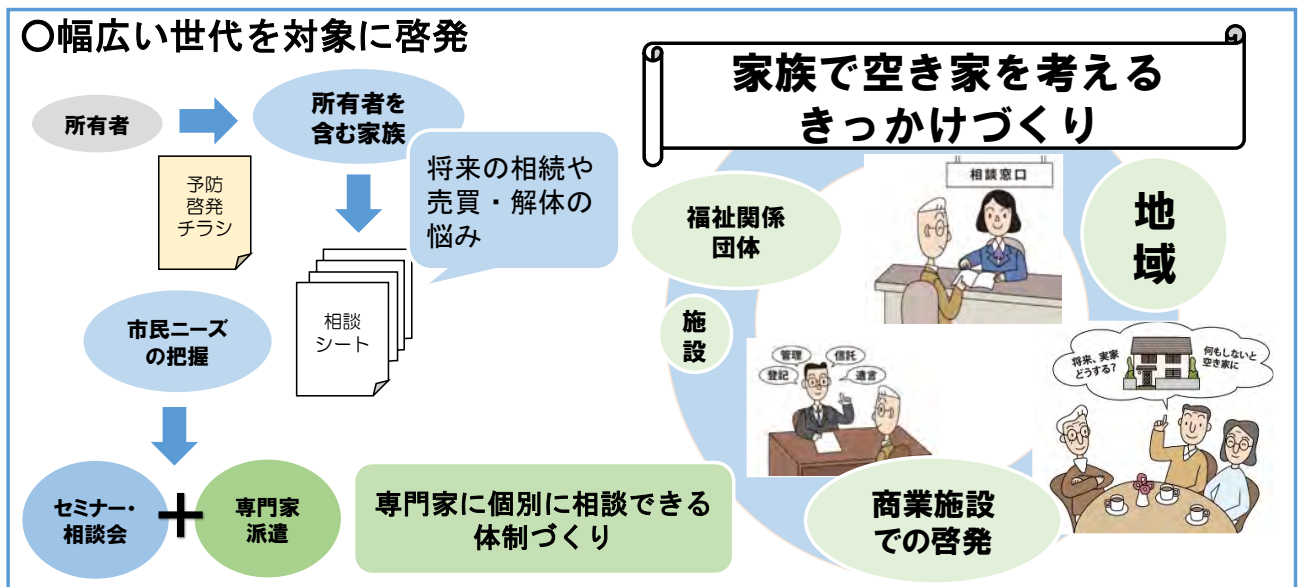 〇幅広い世代を対象に啓発
所有者
所有者を
含む家族
予防
啓発
チラシ
将来の相続や
売買・解体の
悩み
相談
シート
市民ニーズ
の把握
セミナー・
相談会
+
専門家
派遣
専門家に個別に相談できる
体制づくり
家族で空き家を考える
きっかけづくり
相談窓口
福祉関係
団体
地
域
施
設
管理
信託
登記
遺言
将来、実家
どうする?
何もしないと
空き家に
商業施設
での啓発